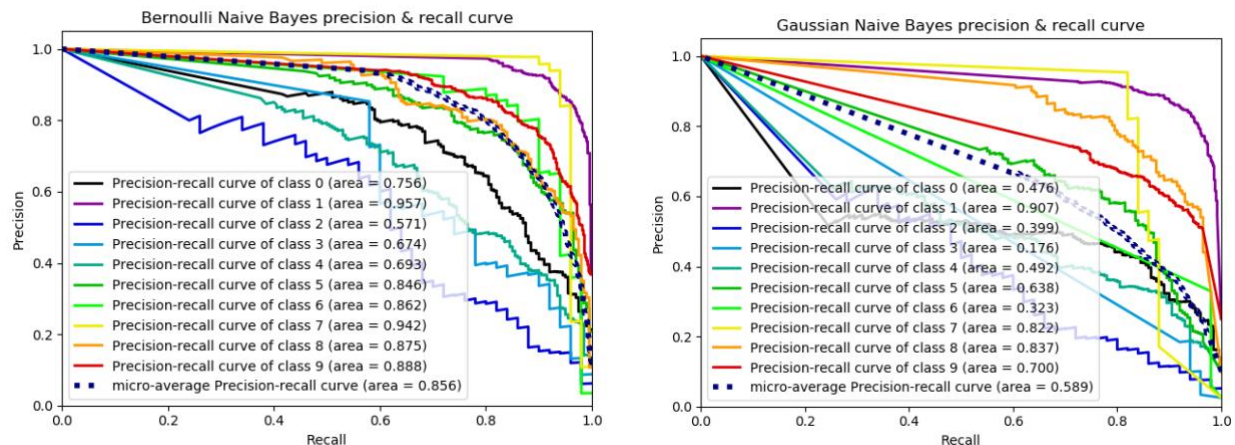 Bernoulli Naive Bayes precision & recall curve
1.0
0.8
0.6
0.4
0.2
0.0
Precision
Precision-recall curve of class 0 (area = 0.756)
Precision-recall curve of class 1 (area = 0.957)
Precision-recall curve of class 2 (area = 0.571)
Precision-recall curve of class 3 (area = 0.674)
Precision-recall curve of class 4 (area = 0.693)
Precision-recall curve of class 5 (area = 0.846)
Precision-recall curve of class 6 (area = 0.862)
Precision-recall curve of class 7 (area = 0.942)
Precision-recall curve of class 8 (area = 0.875)
Precision-recall curve of class 9 (area = 0.888)
micro-average Precision-recall curve (area = 0.856)
0.0 0.2 0.4 0.6 0.8 1.0
Recall
Gaussian Naive Bayes precision & recall curve
1.0
0.8
0.6
0.4
0.2
0.0
Precision
Precision-recall curve of class 0 (area = 0.476)
Precision-recall curve of class 1 (area = 0.907)
Precision-recall curve of class 2 (area = 0.399)
Precision-recall curve of class 3 (area = 0.176)
Precision-recall curve of class 4 (area = 0.492)
Precision-recall curve of class 5 (area = 0.638)
Precision-recall curve of class 6 (area = 0.323)
Precision-recall curve of class 7 (area = 0.822)
Precision-recall curve of class 8 (area = 0.837)
Precision-recall curve of class 9 (area = 0.700)
micro-average Precision-recall curve (area = 0.589)
0.0 0.2 0.4 0.6 0.8 1.0
Recall